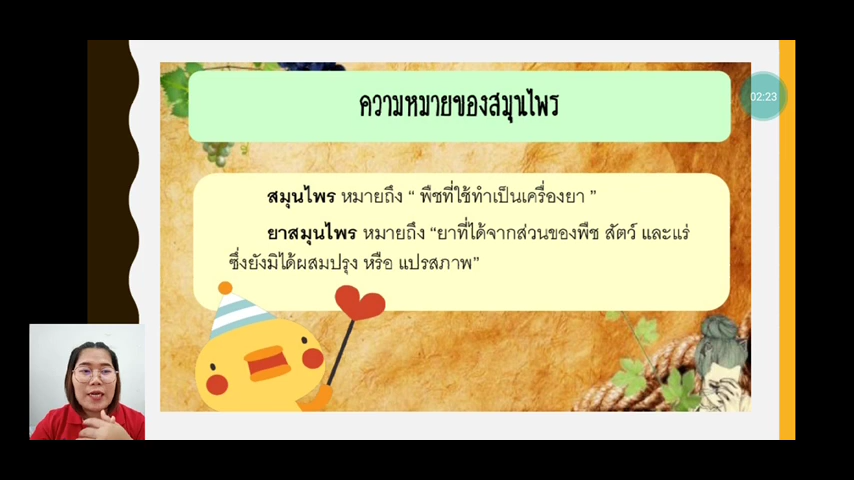 ความหมายของสมุนไพร
02:23
สมุนไพร หมายถึง “ พืชที่ใช้ทำเป็นเครื่องยา ”
ยาสมุนไพร หมายถึง “ยาที่ได้จากส่วนของพืช สัตว์ และแร่
ซึ่งยังมิได้ผสมปรุง หรือ แปรสภาพ”